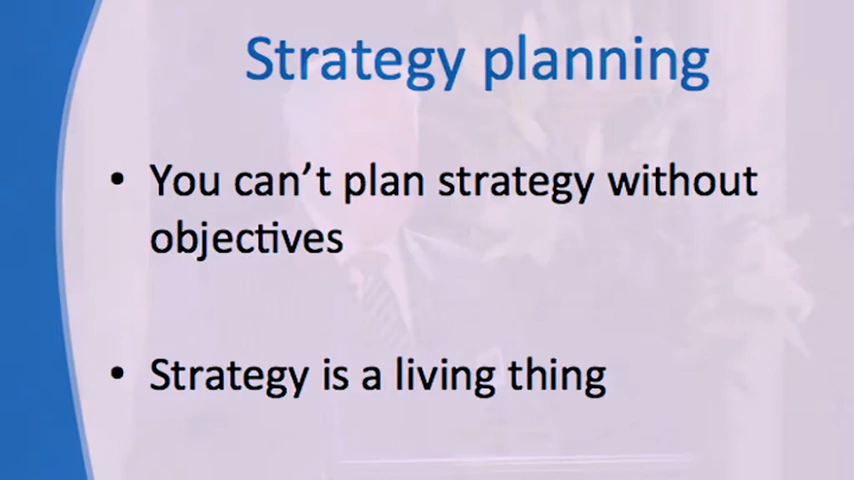 Strategy planning
• You can't plan strategy without
objectives
• Strategy is a living thing